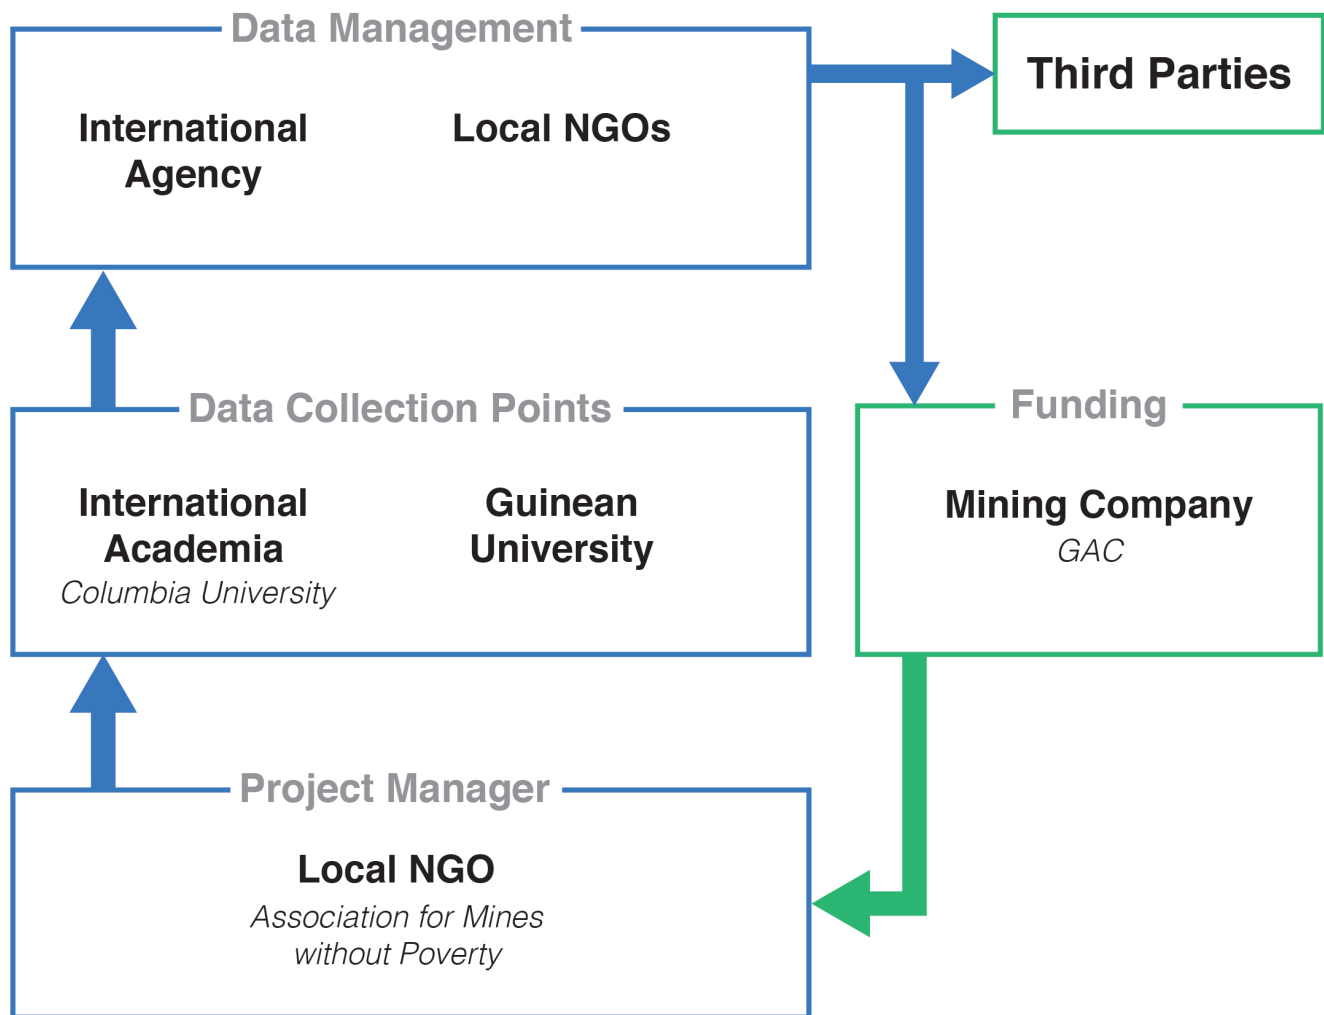 Data Management
International
Agency
Local NGOs
Third Parties
Data Collection Points
International
Academia
Columbia University
Guinean
University
Funding
Mining Company
GAC
Project Manager
Local NGO
Association for Mines
without Poverty